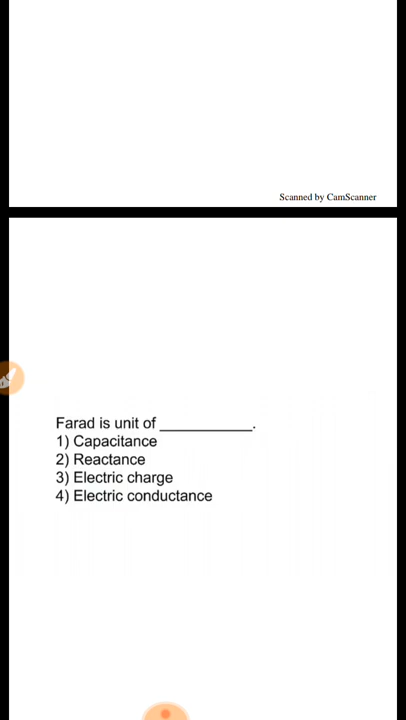 Scanned by CamScanner
Farad is unit of ____________.
1) Capacitance
2) Reactance
3) Electric charge
4) Electric conductance